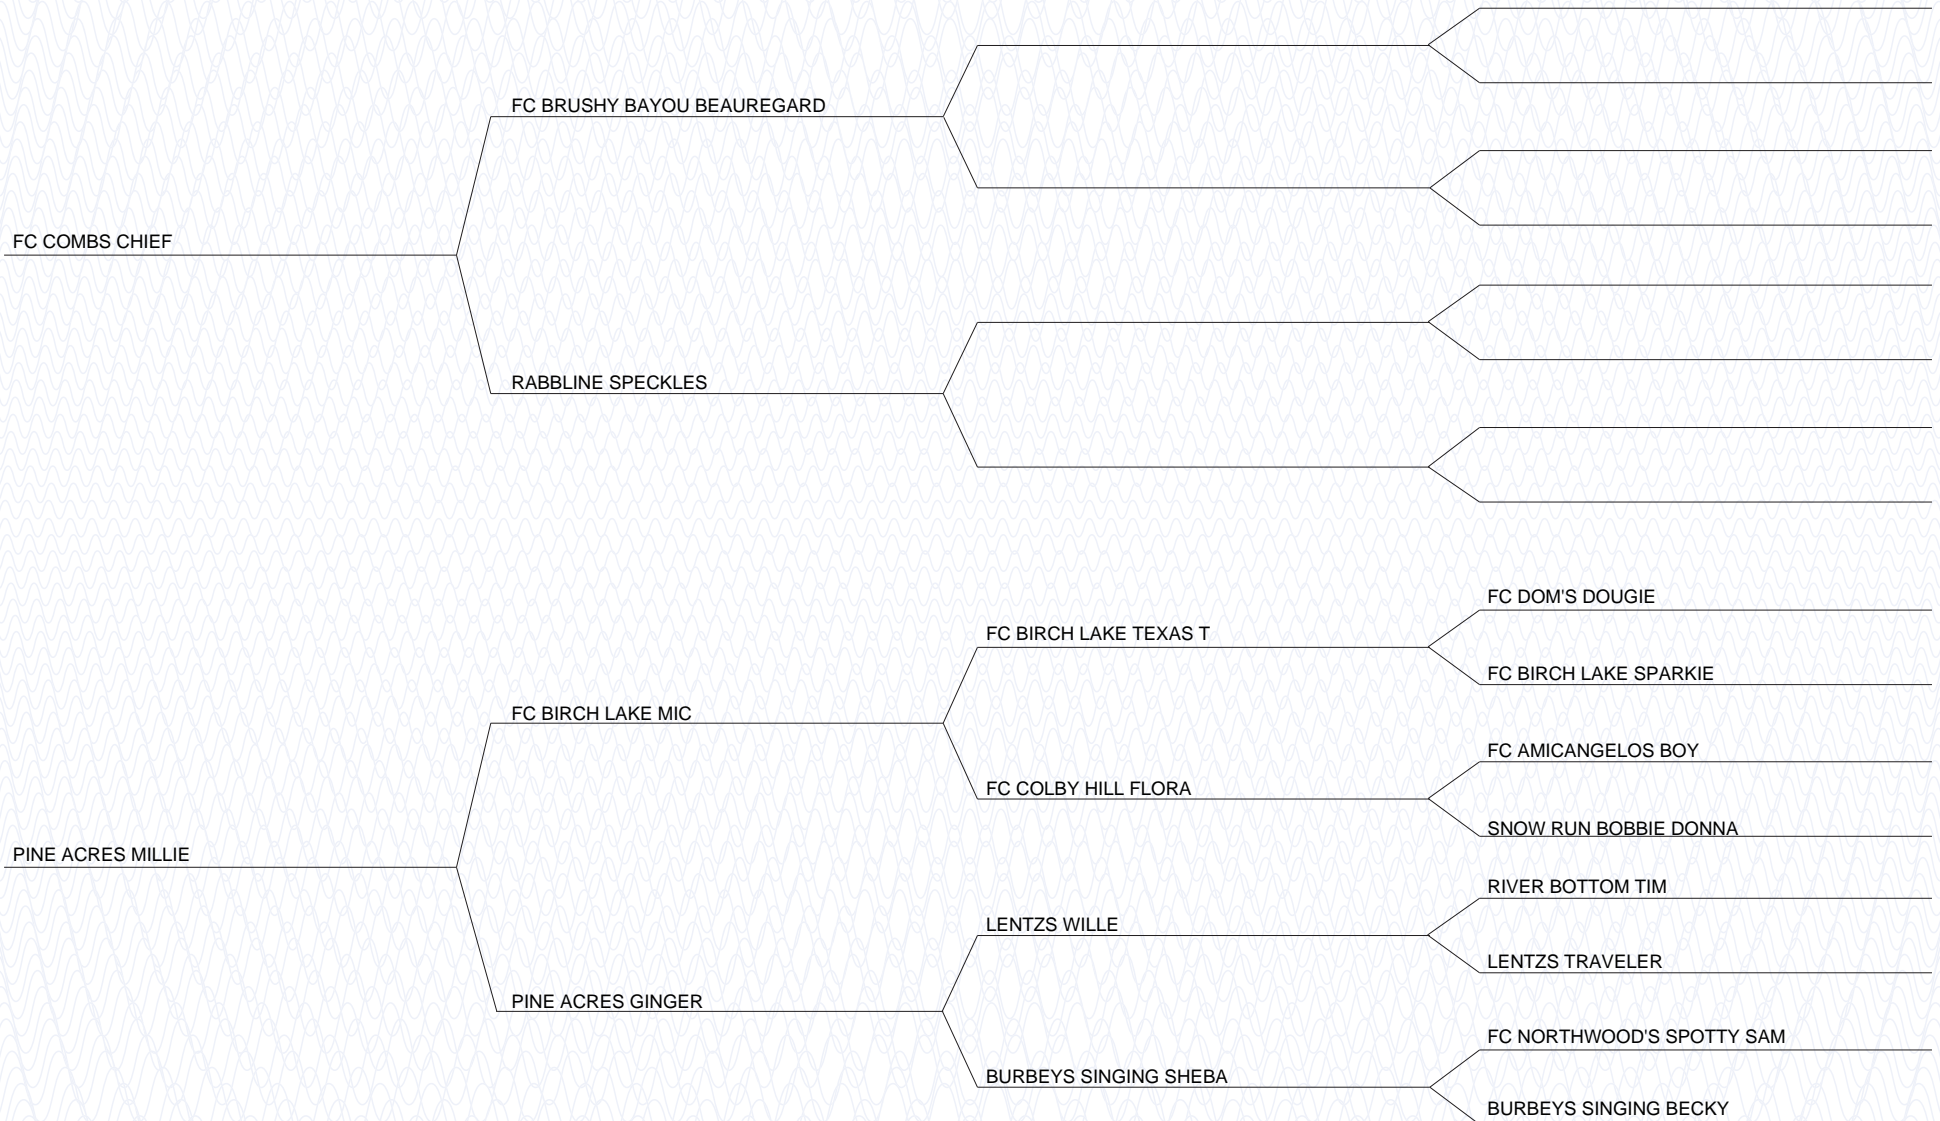 FC BRUSHY BAYOU BEAUREGARD
FC COMBS CHIEF
RABBLINE SPECKLES
FC DOM'S DOUGIE
FC BIRCH LAKE TEXAS T
FC BIRCH LAKE SPARKIE
FC BIRCH LAKE MIC
FC AMICANGELOS BOY
FC COLBY HILL FLORA
SNOW RUN BOBBIE DONNA
PINE ACRES MILLIE
RIVER BOTTOM TIM
LENTZS WILLE
LENTZS TRAVELER
PINE ACRES GINGER
FC NORTHWOOD'S SPOTTY SAM
BURBEYS SINGING SHEBA
BURBEYS SINGING BECKY